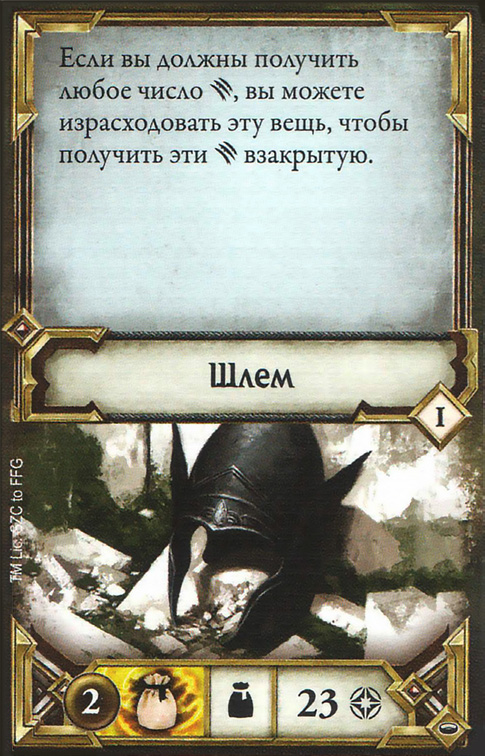 Если вы должны получить
любое число , вы можете
израсходовать эту вещь, чтобы
получить эти взакрытую.
Шлем
I
TM Lic. SZC to FFG
2
23